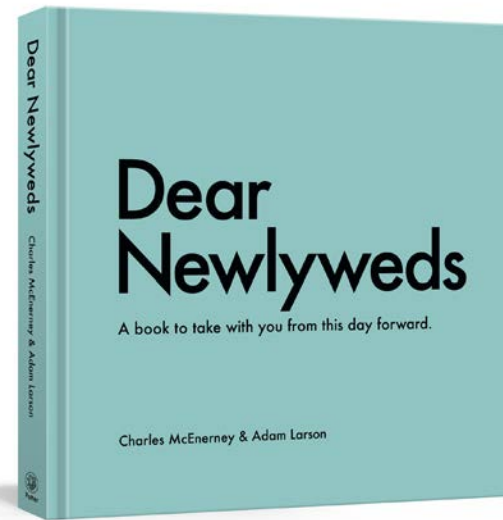 Dear Newlyweds Charles McEnerney & Adam Larson
Potter
Dear
Newlyweds
A book to take with you from this day forward.
Charles McEnerney & Adam Larson